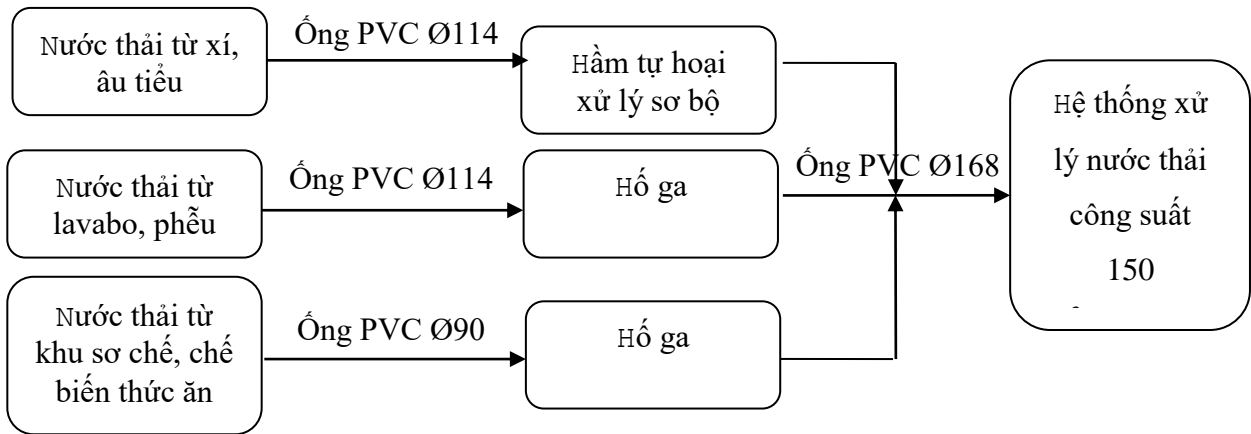 Nước thải từ xí,
âu tiểu
Ống PVC Ø114
Hầm tự hoại
xử lý sơ bộ
Nước thải từ
lavabo, phễu
Ống PVC Ø114
Hố ga
Ống PVC Ø168
Nước thải từ
khu sơ chế, chế
biến thức ăn
Ống PVC Ø90
Hố ga
Hệ thống xử
lý nước thải
công suất
150